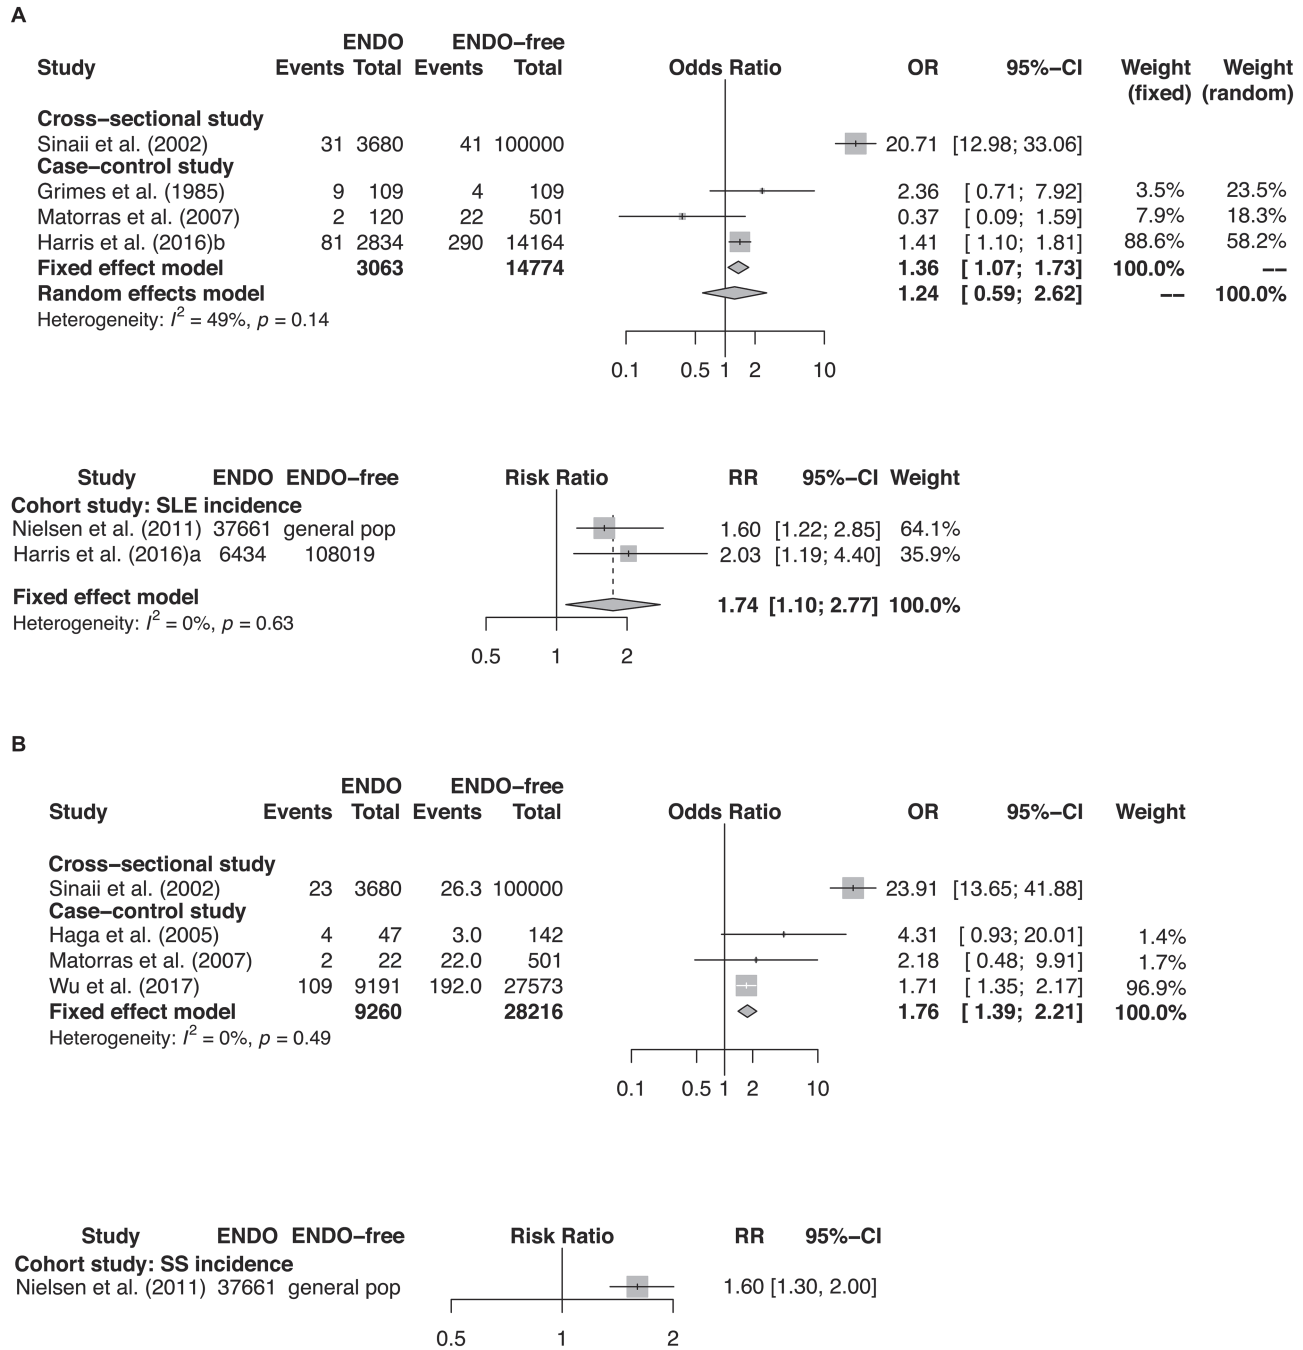 A
ENDO ENDO–free
Study Events Total Events Total Odds Ratio OR 95%–CI Weight Weight
(fixed) (random)
Cross–sectional study
Sinaii et al. (2002) 31 3680 41 100000 20.71 [12.98; 33.06]
Case–control study
Grimes et al. (1985) 9 109 4 109 2.36 [ 0.71; 7.92] 3.5% 23.5%
Matorras et al. (2007) 2 120 22 501 0.37 [ 0.09; 1.59] 7.9% 18.3%
Harris et al. (2016)b 81 2834 290 14164 1.41 [ 1.10; 1.81] 88.6% 58.2%
Fixed effect model 3063 14774 1.36 [ 1.07; 1.73] 100.0% ––
Random effects model 1.24 [ 0.59; 2.62] –– 100.0%
Heterogeneity: I² = 49%, p = 0.14
0.1 0.5 1 2 10
Study ENDO ENDO–free Risk Ratio RR 95%–CI Weight
Cohort study: SLE incidence
Nielsen et al. (2011) 37661 general pop 1.60 [1.22; 2.85] 64.1%
Harris et al. (2016)a 6434 108019 2.03 [1.19; 4.40] 35.9%
Fixed effect model 1.74 [1.10; 2.77] 100.0%
Heterogeneity: I² = 0%, p = 0.63
0.5 1 2
B
ENDO ENDO–free
Study Events Total Events Total Odds Ratio OR 95%–CI Weight
Cross–sectional study
Sinaii et al. (2002) 23 3680 26.3 100000 23.91 [13.65; 41.88]
Case–control study
Haga et al. (2005) 4 47 3.0 142 4.31 [ 0.93; 20.01] 1.4%
Matorras et al. (2007) 2 22 22.0 501 2.18 [ 0.48; 9.91] 1.7%
Wu et al. (2017) 109 9191 192.0 27573 1.71 [ 1.35; 2.17] 96.9%
Fixed effect model 9260 28216 1.76 [ 1.39; 2.21] 100.0%
Heterogeneity: I² = 0%, p = 0.49
0.1 0.5 1 2 10
Study ENDO ENDO–free Risk Ratio RR 95%–CI
Cohort study: SS incidence
Nielsen et al. (2011) 37661 general pop 1.60 [1.30, 2.00]
0.5 1 2